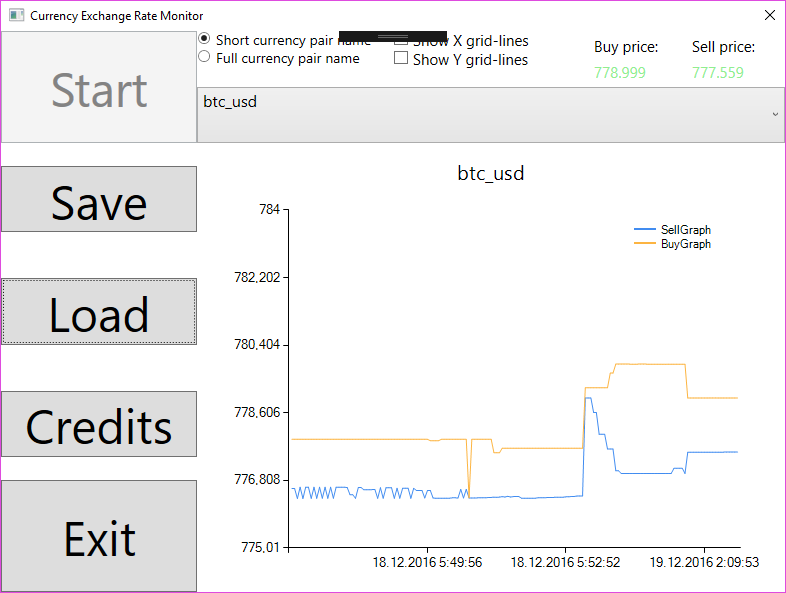 Currency Exchange Rate Monitor
Start
Short currency pair name
Full currency pair name
Show X grid-lines
Show Y grid-lines
Buy price:
Sell price:
778.999
777.559
btc_usd
Save
Load
Credits
Exit
btc_usd
SellGraph
BuyGraph
784
782,202
780,404
778,606
776,808
775,01
18.12.2016 5:49:56
18.12.2016 5:52:52
19.12.2016 2:09:53